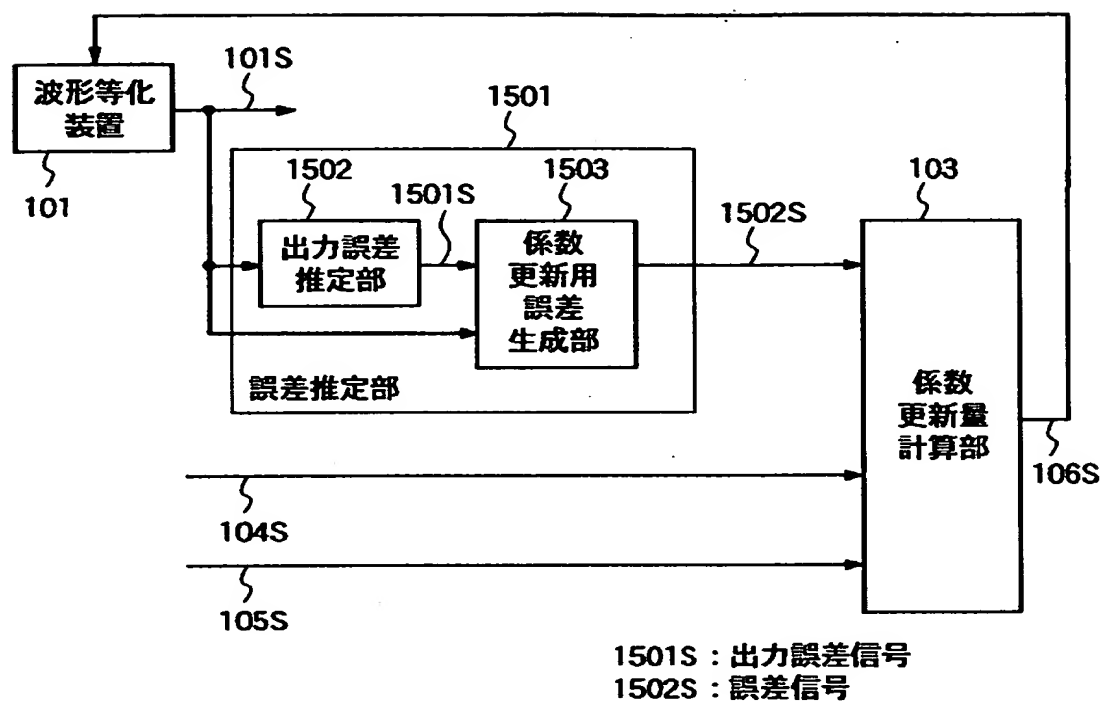 101S
波形等化
装置
101
1501
1502
1501S
1503
1502S
103
出力誤差
推定部
係数
更新用
誤差
生成部
誤差推定部
係数
更新量
計算部
106S
104S
105S
1501S：出力誤差信号
1502S：誤差信号